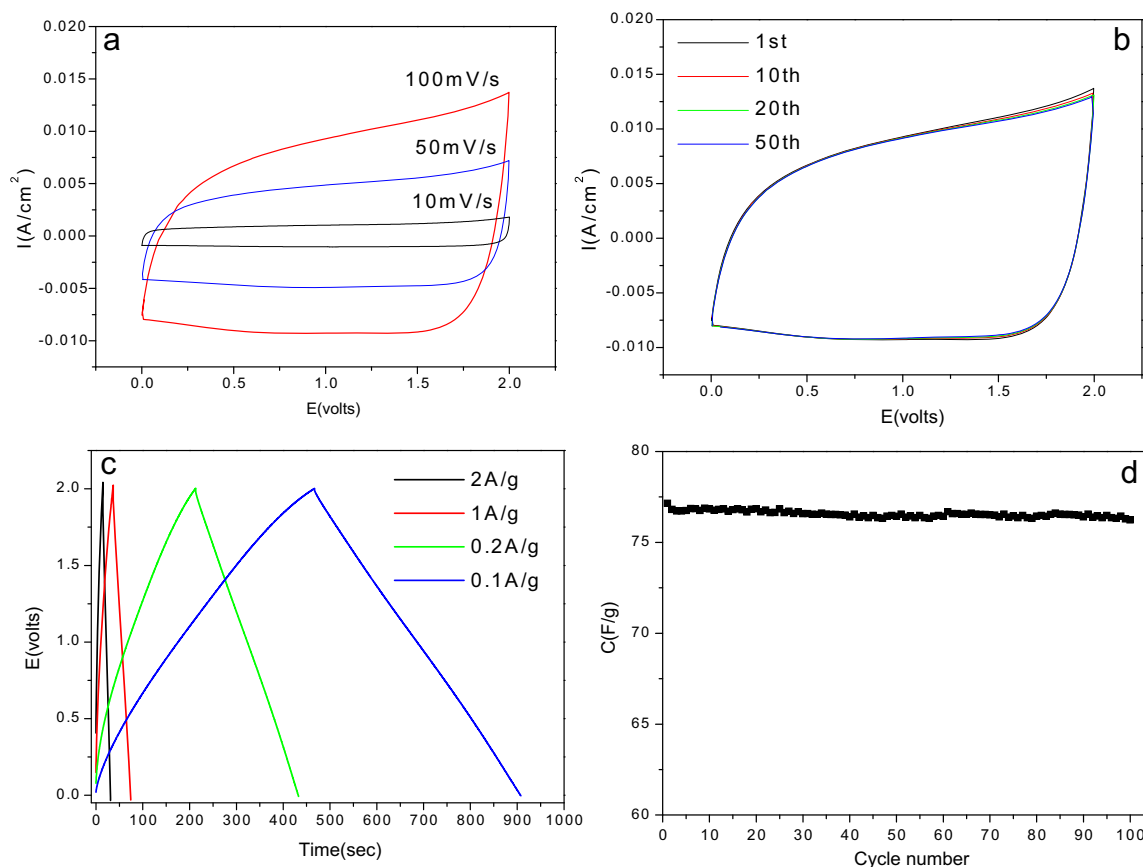 a
100mV/s
50mV/s
10mV/s
0.020
0.015
0.010
0.005
0.000
-0.005
-0.010
I(A/cm²)
0.0 0.5 1.0 1.5 2.0
E(volts)
b
1st
10th
20th
50th
0.020
0.015
0.010
0.005
0.000
-0.005
-0.010
I(A/cm²)
0.0 0.5 1.0 1.5 2.0
E(volts)
c
2A/g
1A/g
0.2A/g
0.1A/g
2.0
1.5
1.0
0.5
0.0
E(volts)
0 100 200 300 400 500 600 700 800 900 1000
Time(sec)
d
80
75
70
65
60
C(F/g)
0 10 20 30 40 50 60 70 80 90 100
Cycle number